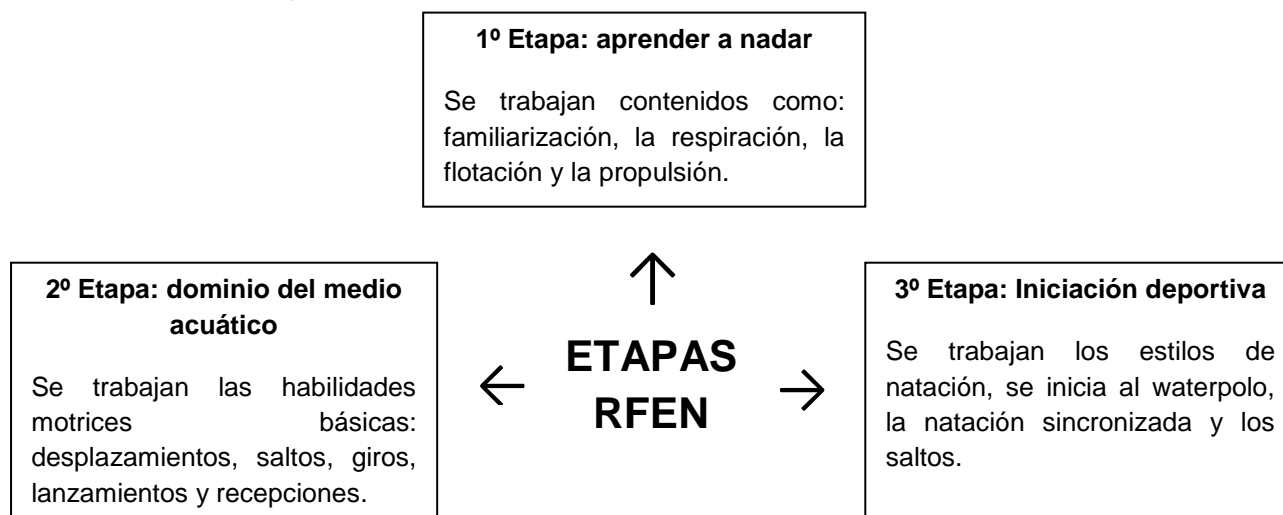 1º Etapa: aprender a nadar
Se trabajan contenidos como:
familiarización, la respiración, la
flotación y la propulsión.
2º Etapa: dominio del medio
acuático
Se trabajan las habilidades
motrices básicas:
desplazamientos, saltos, giros,
lanzamientos y recepciones.
ETAPAS
RFEN
3º Etapa: Iniciación deportiva
Se trabajan los estilos de
natación, se inicia al waterpolo,
la natación sincronizada y los
saltos.